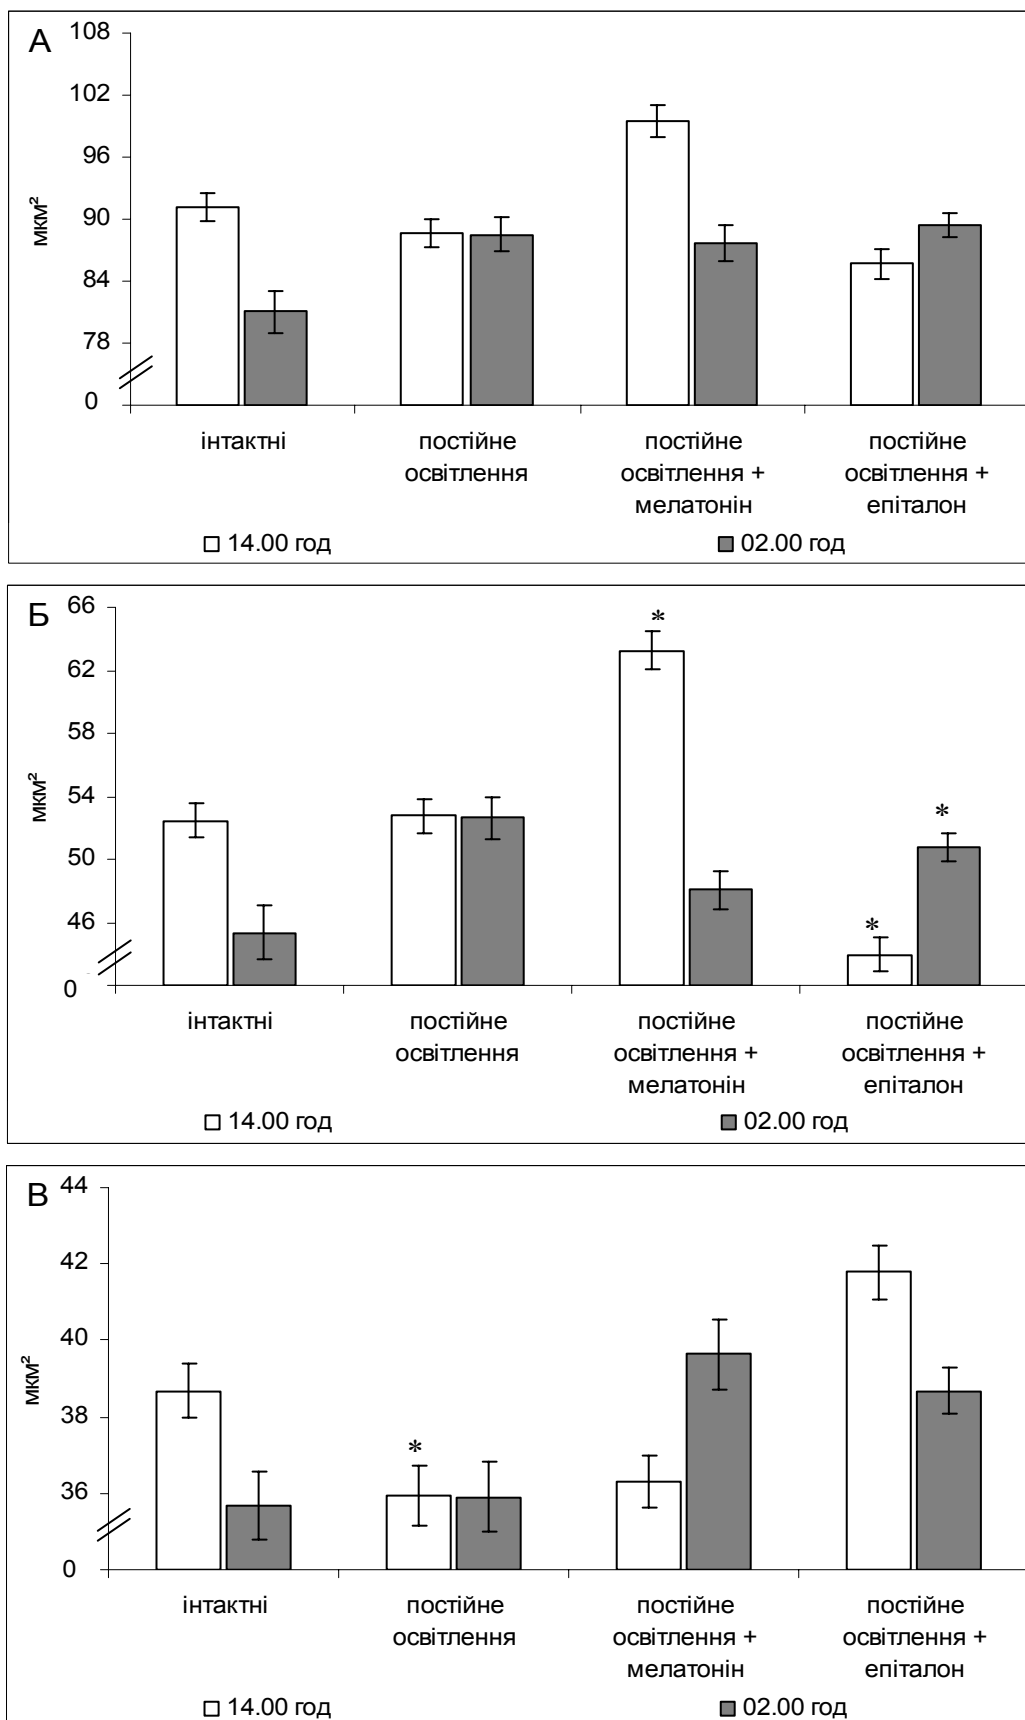 А
108
102
96
90
84
78
0
мкм²
інтактні
постійне
освітлення
постійне
освітлення +
мелатонін
постійне
освітлення +
епіталон
14.00 год
02.00 год
Б
66
62
58
54
50
46
0
мкм²
*
*
*
інтактні
постійне
освітлення
постійне
освітлення +
мелатонін
постійне
освітлення +
епіталон
14.00 год
02.00 год
В
44
42
40
38
36
0
мкм²
*
інтактні
постійне
освітлення
постійне
освітлення +
мелатонін
постійне
освітлення +
епіталон
14.00 год
02.00 год